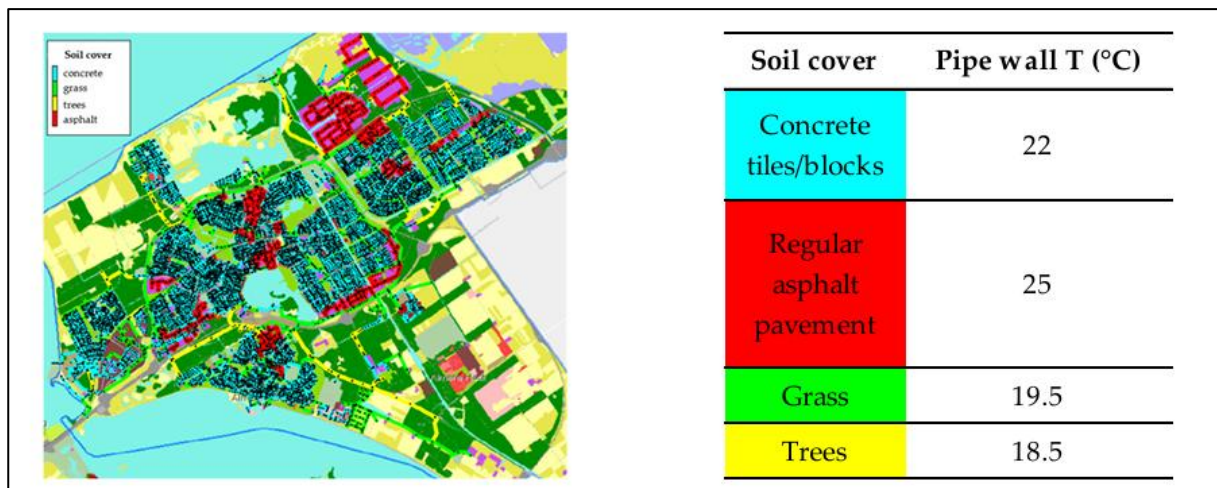 Soil cover
concrete
grass
trees
asphalt
Soil cover
Pipe wall T (°C)
Concrete
tiles/blocks
22
Regular
asphalt
pavement
25
Grass
19.5
Trees
18.5